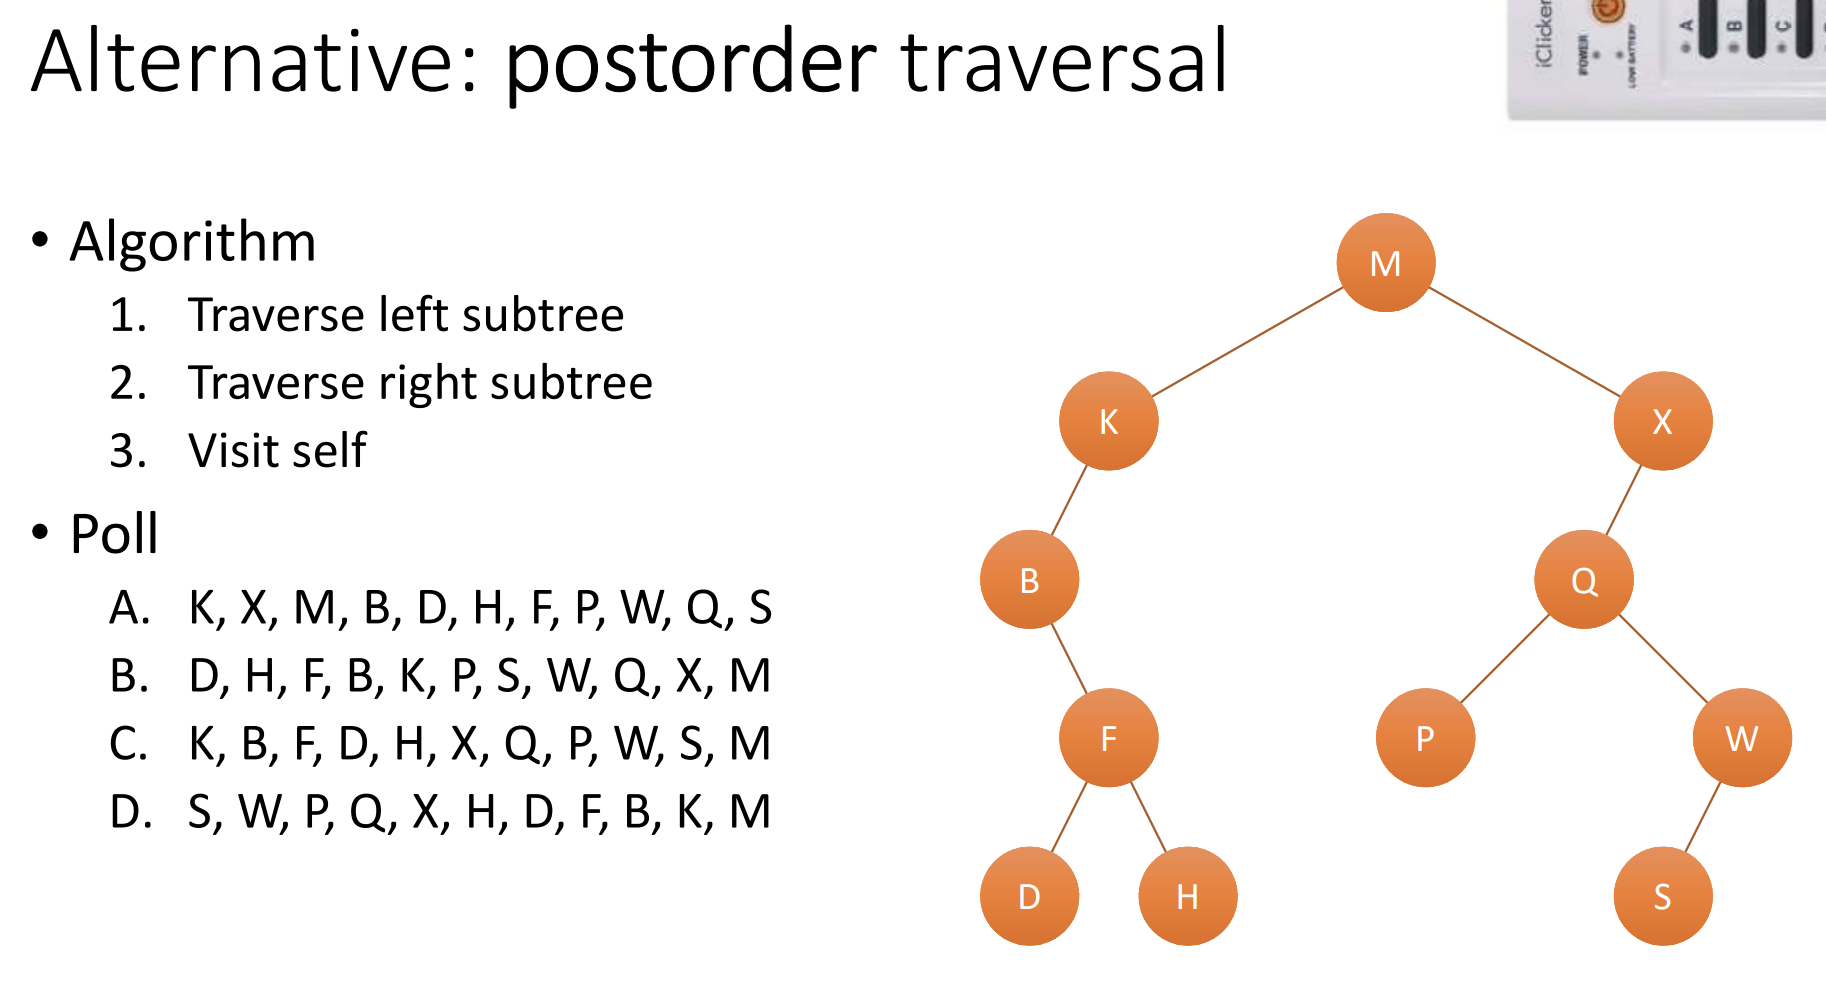 Alternative: postorder traversal
iClicker
POWER
LOW BATTERY
A
B
C
• Algorithm
1. Traverse left subtree
2. Traverse right subtree
3. Visit self
• Poll
A. K, X, M, B, D, H, F, P, W, Q, S
B. D, H, F, B, K, P, S, W, Q, X, M
C. K, B, F, D, H, X, Q, P, W, S, M
D. S, W, P, Q, X, H, D, F, B, K, M
M
K
X
B
Q
F
P
W
D
H
S